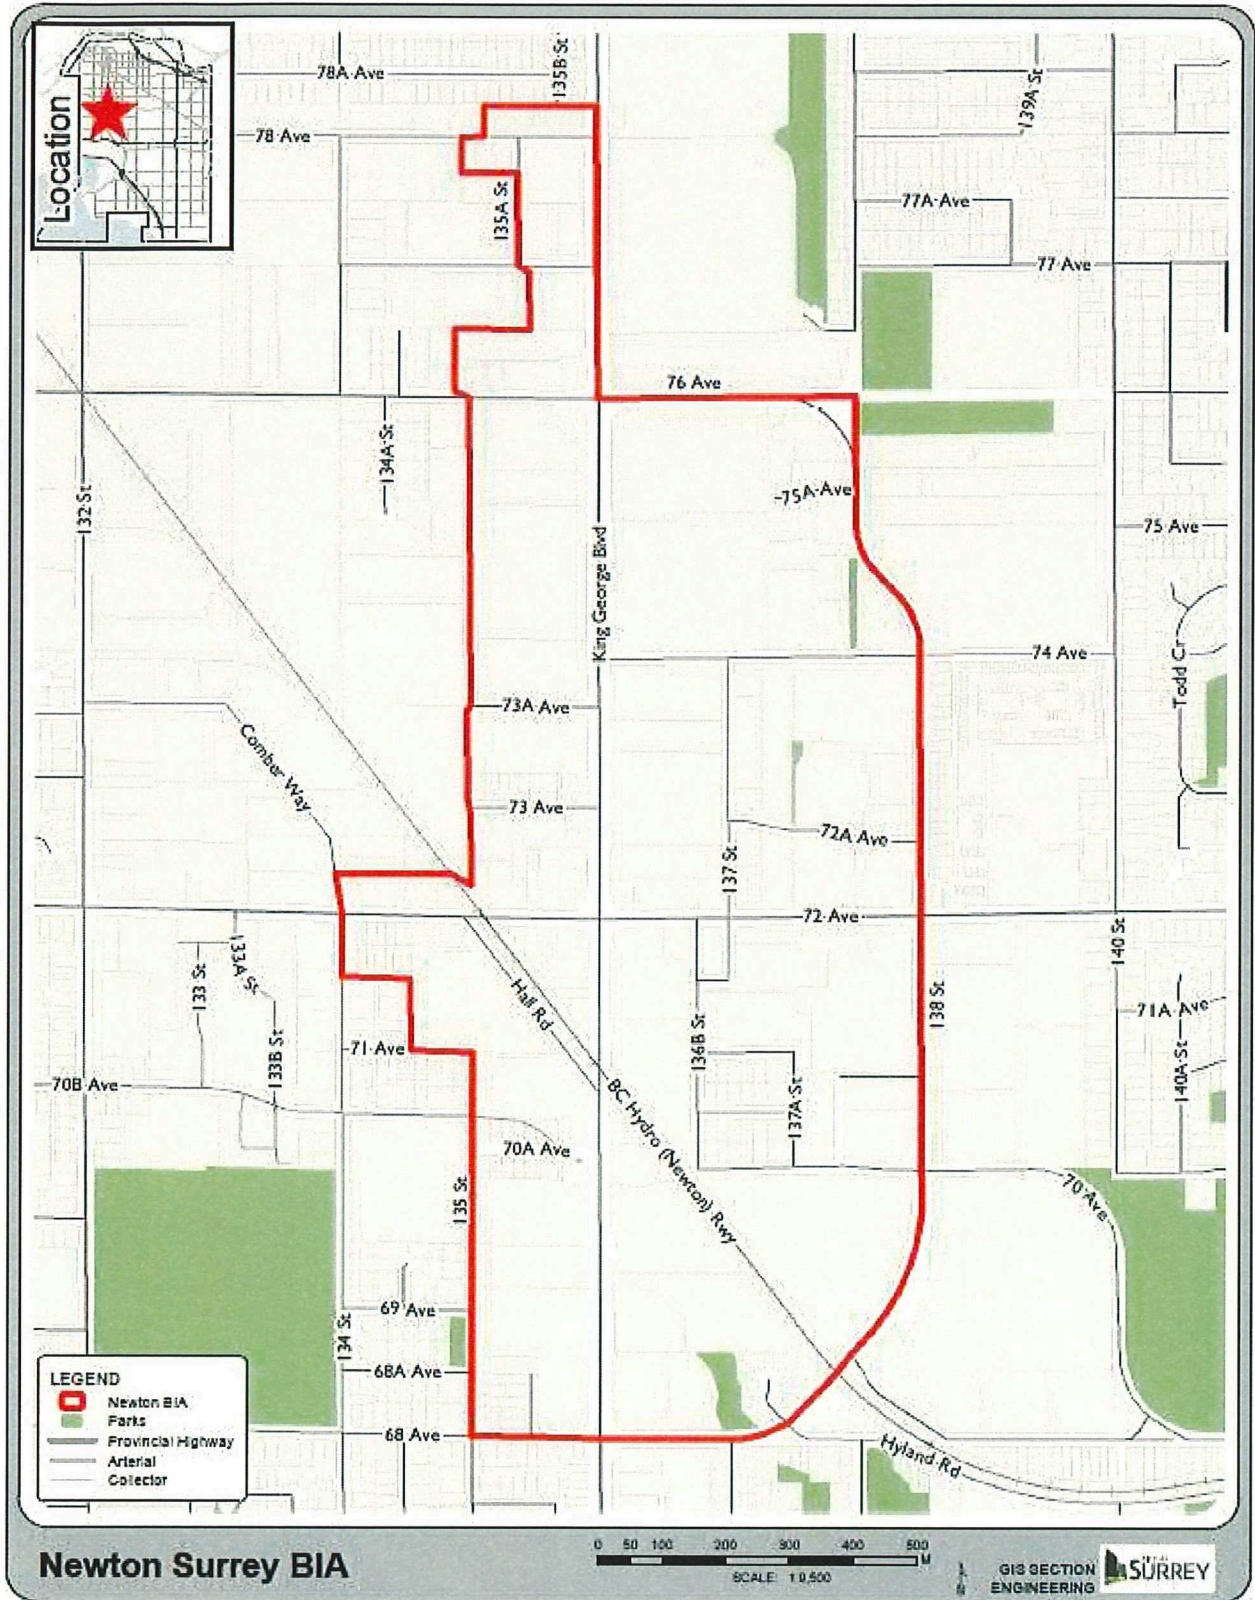 Location
78A Ave
135B St
139A St
78 Ave
135A St
77A Ave
77 Ave
76 Ave
134A St
132 St
75A Ave
75 Ave
King George Blvd
74 Ave
Todd Cr
73A Ave
Comber Way
73 Ave
72A Ave
137 St
72 Ave
140 St
133A St
133 St
Hall Rd
138 St
71A Ave
136B St
71 Ave
133B St
70B Ave
140A St
137A St
BC Hydro (Newton) Rwy
70A Ave
135 St
70 Ave
69 Ave
134 St
68A Ave
68 Ave
Hyland Rd
LEGEND
Newton BIA
Parks
Provincial Highway
Arterial
Collector
Newton Surrey BIA
0 50 100 200 300 400 500
M
SCALE: 1:9,500
N
GIS SECTION
ENGINEERING
SURREY